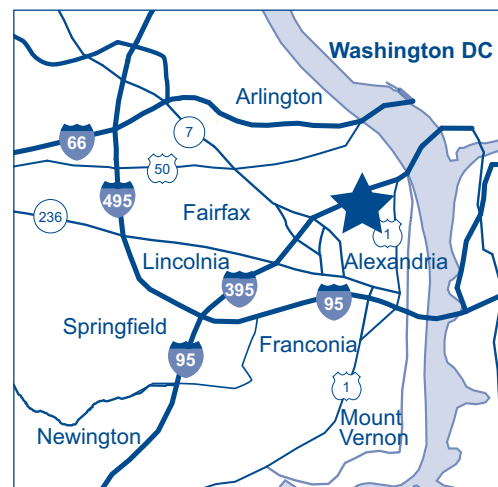 Washington DC
Arlington
7
66
50
495
236
Fairfax
1
Lincolnia
Alexandria
395
95
Springfield
95
Franconia
1
Mount
Vernon
Newington